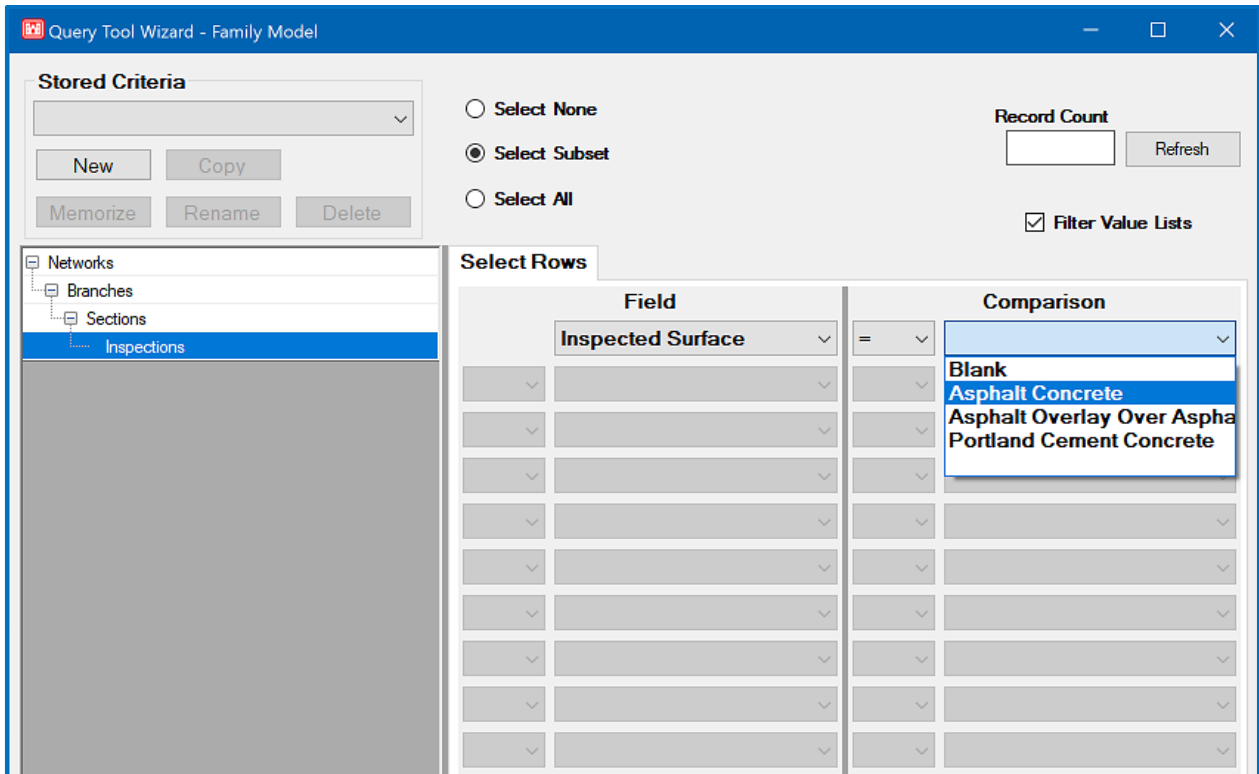 Query Tool Wizard - Family Model
Stored Criteria
New
Copy
Memorize
Rename
Delete
Select None
Select Subset
Select All
Record Count
Refresh
Filter Value Lists
Networks
Branches
Sections
Inspections
Select Rows
Field
Comparison
Inspected Surface
=
Blank
Asphalt Concrete
Asphalt Overlay Over Aspha
Portland Cement Concrete